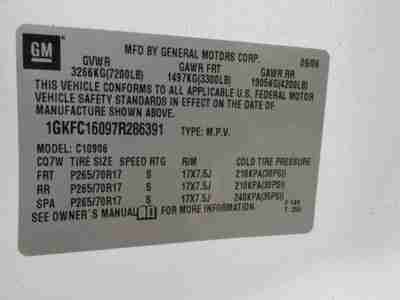 GM
MFD BY GENERAL MOTORS CORP.
GVWR GAWR FRT GAWR RR
3266KG(7200LB) 1497KG(3300LB) 1905KG(4200LB)
THIS VEHICLE CONFORMS TO ALL APPLICABLE U.S. FEDERAL MOTOR
VEHICLE SAFETY STANDARDS IN EFFECT ON THE DATE OF
MANUFACTURE SHOWN ABOVE.
1GKFC16097R286391 TYPE: M.P.V.
MODEL: C10906
CQ7W TIRE SIZE SPEED RTG RIM COLD TIRE PRESSURE
FRT P265/70R17 S 17X7.5J 210KPA(30PSI)
RR P265/70R17 S 17X7.5J 210KPA(30PSI)
SPA P265/70R17 S 17X7.5J 240KPA(35PSI)
SEE OWNER'S MANUAL FOR MORE INFORMATION.